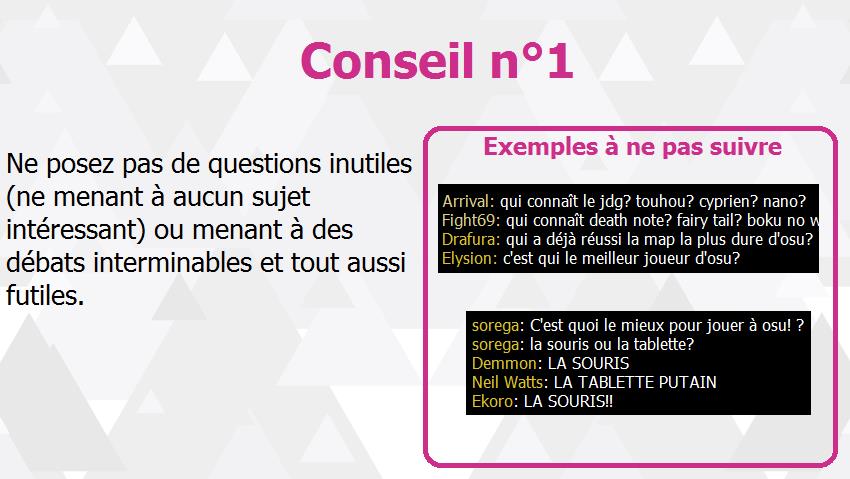 Conseil n°1
Ne posez pas de questions inutiles
(ne menant à aucun sujet
intéressant) ou menant à des
débats interminables et tout aussi
futiles.
Exemples à ne pas suivre
Arrival: qui connaît le jdg? touhou? cyprien? nano?
Fight69: qui connaît death note? fairy tail? boku no
Drafura: qui a déjà réussi la map la plus dure d'osu?
Elysion: c'est qui le meilleur joueur d'osu?
sorega: C'est quoi le mieux pour jouer à osu! ?
sorega: la souris ou la tablette?
Demmon: LA SOURIS
Neil Watts: LA TABLETTE PUTAIN
Ekoro: LA SOURIS!!